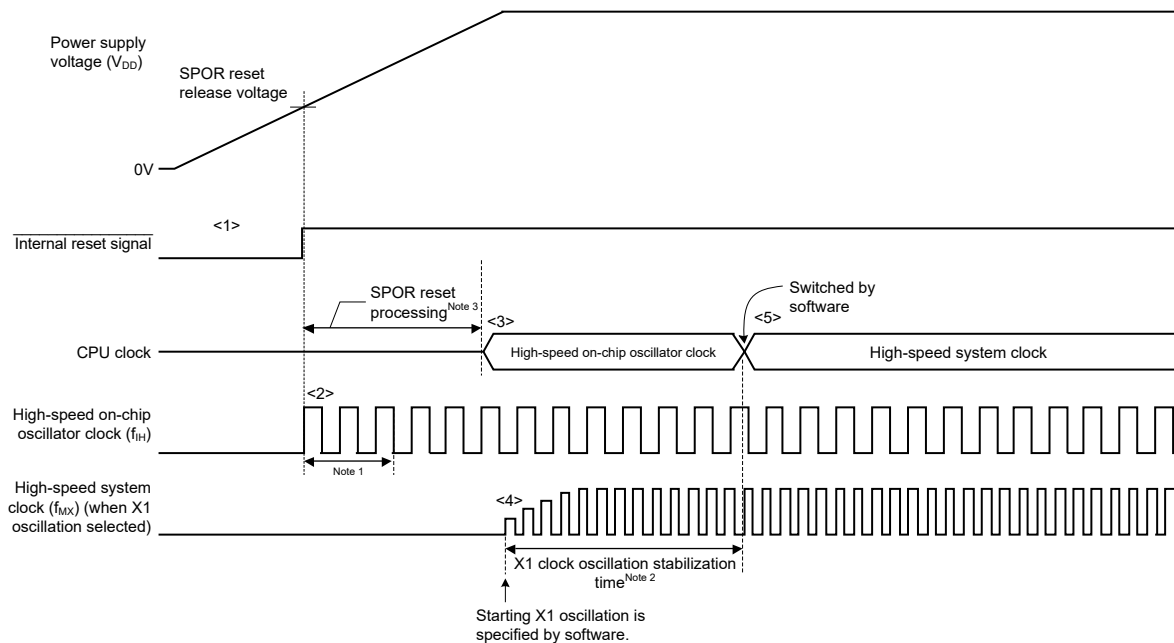 Power supply
voltage (VDD)
SPOR reset
release voltage
0V
<1>
Internal reset signal
SPOR reset
processingNote 3
Switched by
software
<3>
<5>
CPU clock
High-speed on-chip oscillator clock
High-speed system clock
<2>
High-speed on-chip
oscillator clock (fIH)
Note 1
High-speed system
clock (fMX) (when X1
oscillation selected)
<4>
X1 clock oscillation stabilization
timeNote 2
Starting X1 oscillation is
specified by software.